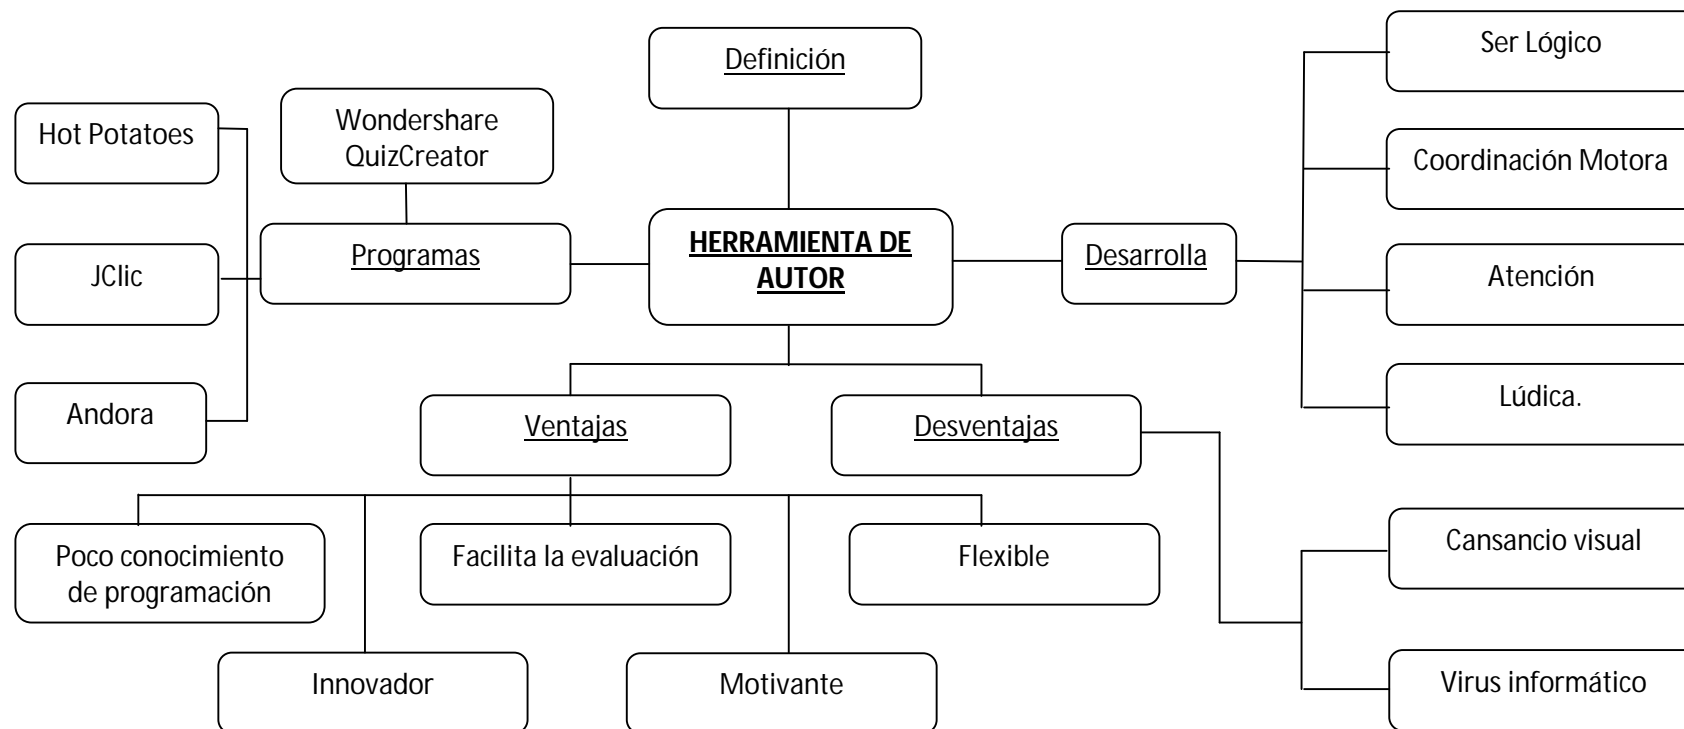 Definición
Ser Lógico
Hot Potatoes
Wondershare
QuizCreator
Coordinación Motora
Programas
HERRAMIENTA DE
AUTOR
Desarrolla
JClic
Atención
Andora
Ventajas
Desventajas
Lúdica.
Poco conocimiento
de programación
Facilita la evaluación
Flexible
Cansancio visual
Innovador
Motivante
Virus informático